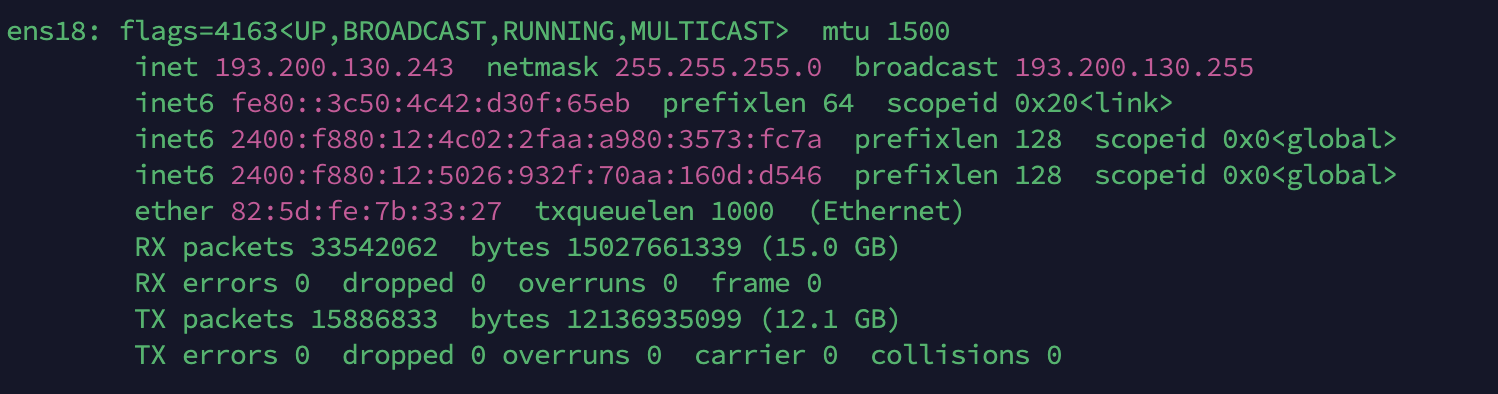 ens18: flags=4163<UP,BROADCAST,RUNNING,MULTICAST>  mtu 1500
        inet 193.200.130.243  netmask 255.255.255.0  broadcast 193.200.130.255
        inet6 fe80::3c50:4c42:d30f:65eb  prefixlen 64  scopeid 0x20<link>
        inet6 2400:f880:12:4c02:2faa:a980:3573:fc7a  prefixlen 128  scopeid 0x0<global>
        inet6 2400:f880:12:5026:932f:70aa:160d:d546  prefixlen 128  scopeid 0x0<global>
        ether 82:5d:fe:7b:33:27  txqueuelen 1000  (Ethernet)
        RX packets 33542062  bytes 15027661339 (15.0 GB)
        RX errors 0  dropped 0  overruns 0  frame 0
        TX packets 15886833  bytes 12136935099 (12.1 GB)
        TX errors 0  dropped 0 overruns 0  carrier 0  collisions 0